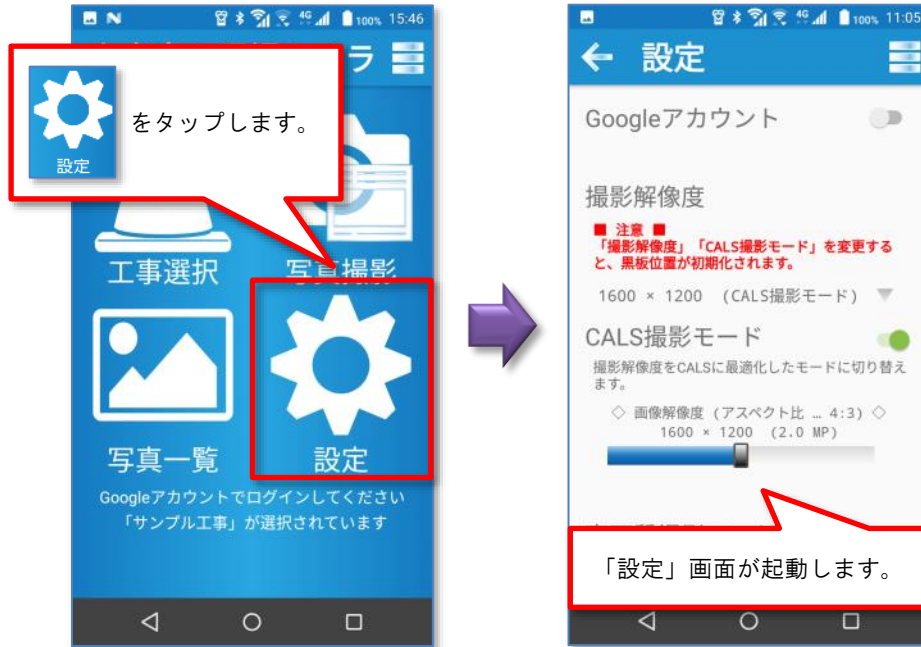 100% 15:46
ラ
設定
をタップします。
工事選択
写真撮影
写真一覧
設定
Googleアカウントでログインしてください
「サンプル工事」が選択されています
4G 100% 11:05
設定
Googleアカウント
撮影解像度
■ 注意 ■
「撮影解像度」「CALS撮影モード」を変更する
と、黒板位置が初期化されます。
1600 × 1200 (CALS撮影モード) ▼
CALS撮影モード
撮影解像度をCALSに最適化したモードに切り替え
ます。
◇ 画像解像度 (アスペクト比 … 4:3) ◇
1600 × 1200 (2.0 MP)
「設定」画面が起動します。